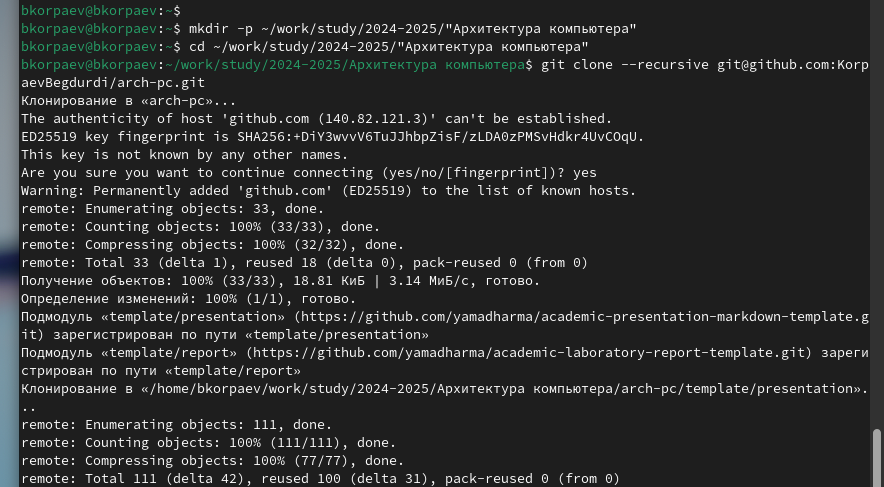 bkorpaev@bkorpaev:~$
bkorpaev@bkorpaev:~$ mkdir -p ~/work/study/2024-2025/"Архитектура компьютера"
bkorpaev@bkorpaev:~$ cd ~/work/study/2024-2025/"Архитектура компьютера"
bkorpaev@bkorpaev:~/work/study/2024-2025/Архитектура компьютера$ git clone --recursive git@github.com:Korp
aevBegdurdi/arch-pc.git
Клонирование в «arch-pc»...
The authenticity of host 'github.com (140.82.121.3)' can't be established.
ED25519 key fingerprint is SHA256:+DiY3wvvV6TuJJhbpZisF/zLDA0zPMSvHdkr4UvCOqU.
This key is not known by any other names.
Are you sure you want to continue connecting (yes/no/[fingerprint])? yes
Warning: Permanently added 'github.com' (ED25519) to the list of known hosts.
remote: Enumerating objects: 33, done.
remote: Counting objects: 100% (33/33), done.
remote: Compressing objects: 100% (32/32), done.
remote: Total 33 (delta 1), reused 18 (delta 0), pack-reused 0 (from 0)
Получение объектов: 100% (33/33), 18.81 КиБ | 3.14 МиБ/с, готово.
Определение изменений: 100% (1/1), готово.
Подмодуль «template/presentation» (https://github.com/yamadharma/academic-presentation-markdown-template.g
it) зарегистрирован по пути «template/presentation»
Подмодуль «template/report» (https://github.com/yamadharma/academic-laboratory-report-template.git) зареги
стрирован по пути «template/report»
Клонирование в «/home/bkorpaev/work/study/2024-2025/Архитектура компьютера/arch-pc/template/presentation».
..
remote: Enumerating objects: 111, done.
remote: Counting objects: 100% (111/111), done.
remote: Compressing objects: 100% (77/77), done.
remote: Total 111 (delta 42), reused 100 (delta 31), pack-reused 0 (from 0)